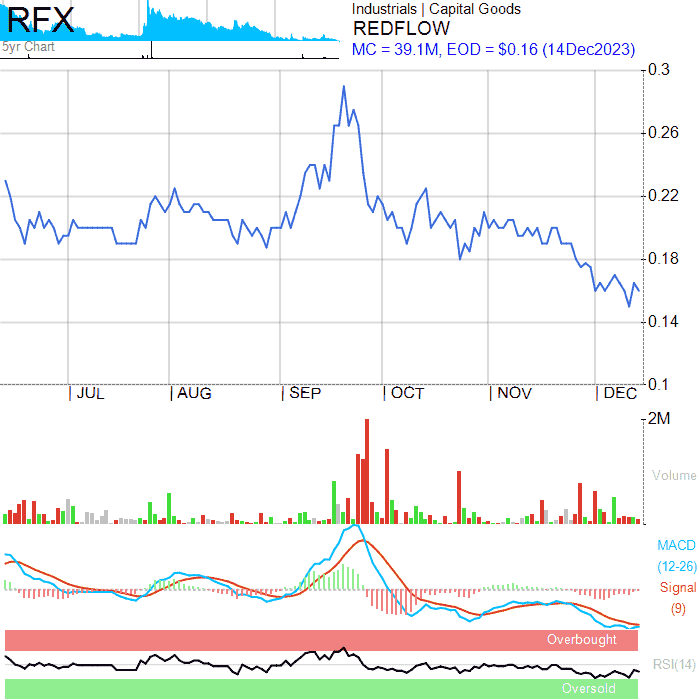 RFX
5yr Chart
Industrials | Capital Goods
REDFLOW
MC = 39.1M, EOD = $0.16 (14Dec2023)
0.3
0.26
0.22
0.18
0.14
0.1
JUL AUG SEP OCT NOV DEC
2M
Volume
MACD
(12-26)
Signal
(9)
Overbought
RSI(14)
Oversold